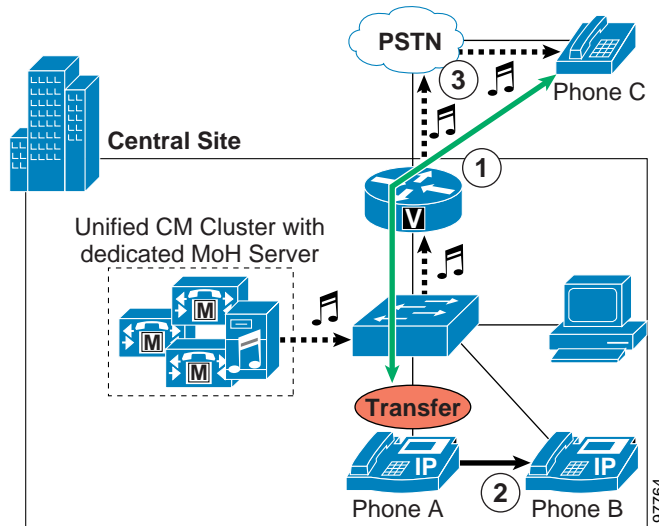 PSTN
3
Phone C
Central Site
1
V
Unified CM Cluster with
dedicated MoH Server
M
M
M
Transfer
IP
IP
2
Phone A
Phone B
97764